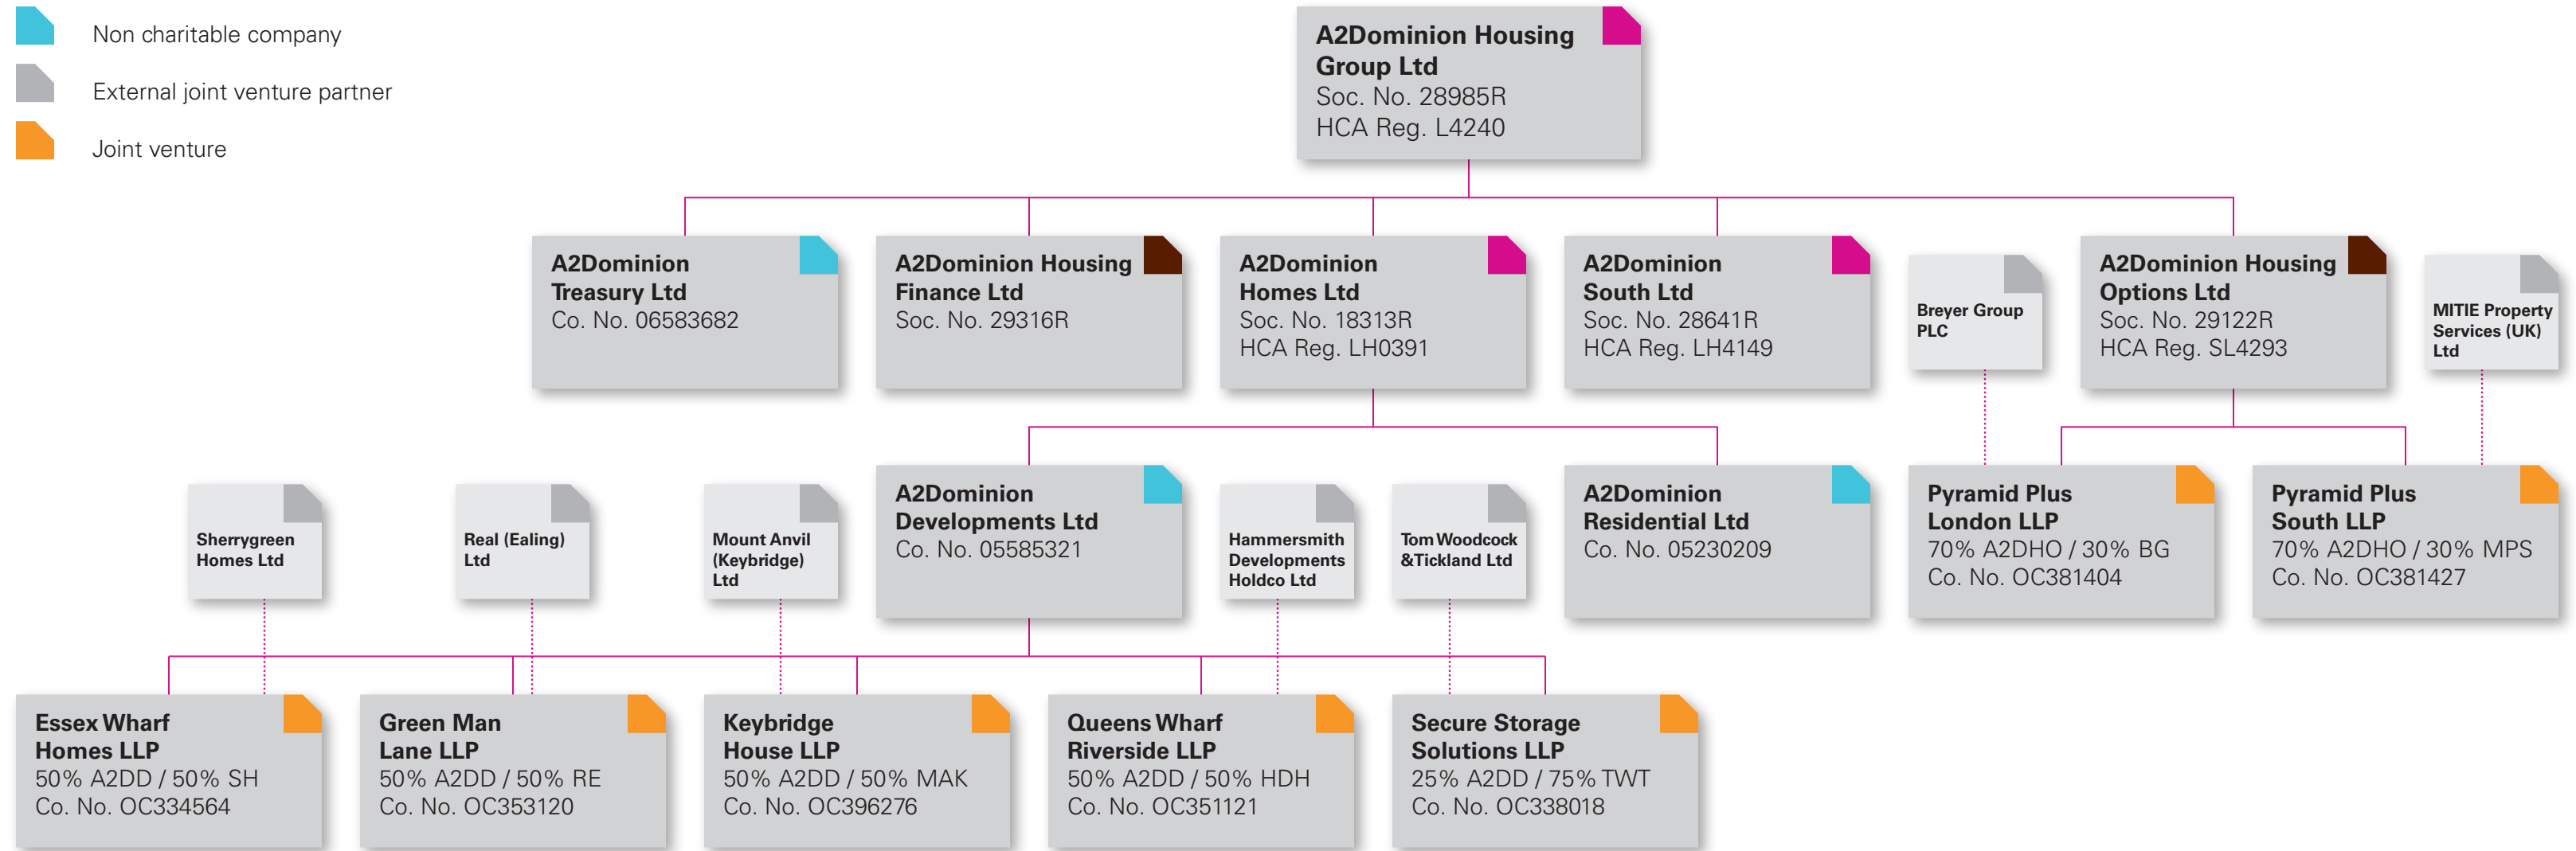 Non charitable company
External joint venture partner
Joint venture
A2Dominion Housing
Group Ltd
Soc. No. 28985R
HCA Reg. L4240
A2Dominion
Treasury Ltd
Co. No. 06583682
A2Dominion Housing
Finance Ltd
Soc. No. 29316R
A2Dominion
Homes Ltd
Soc. No. 18313R
HCA Reg. LH0391
A2Dominion
South Ltd
Soc. No. 28641R
HCA Reg. LH4149
Breyer Group
PLC
A2Dominion Housing
Options Ltd
Soc. No. 29122R
HCA Reg. SL4293
MITIE Property
Services (UK)
Ltd
Sherrygreen
Homes Ltd
Real (Ealing)
Ltd
Mount Anvil
(Keybridge)
Ltd
A2Dominion
Developments Ltd
Co. No. 05585321
Hammersmith
Developments
Holdco Ltd
Tom Woodcock
&Tickland Ltd
A2Dominion
Residential Ltd
Co. No. 05230209
Pyramid Plus
London LLP
70% A2DHO / 30% BG
Co. No. OC381404
Pyramid Plus
South LLP
70% A2DHO / 30% MPS
Co. No. OC381427
Essex Wharf
Homes LLP
50% A2DD / 50% SH
Co. No. OC334564
Green Man
Lane LLP
50% A2DD / 50% RE
Co. No. OC353120
Keybridge
House LLP
50% A2DD / 50% MAK
Co. No. OC396276
Queens Wharf
Riverside LLP
50% A2DD / 50% HDH
Co. No. OC351121
Secure Storage
Solutions LLP
25% A2DD / 75% TWT
Co. No. OC338018